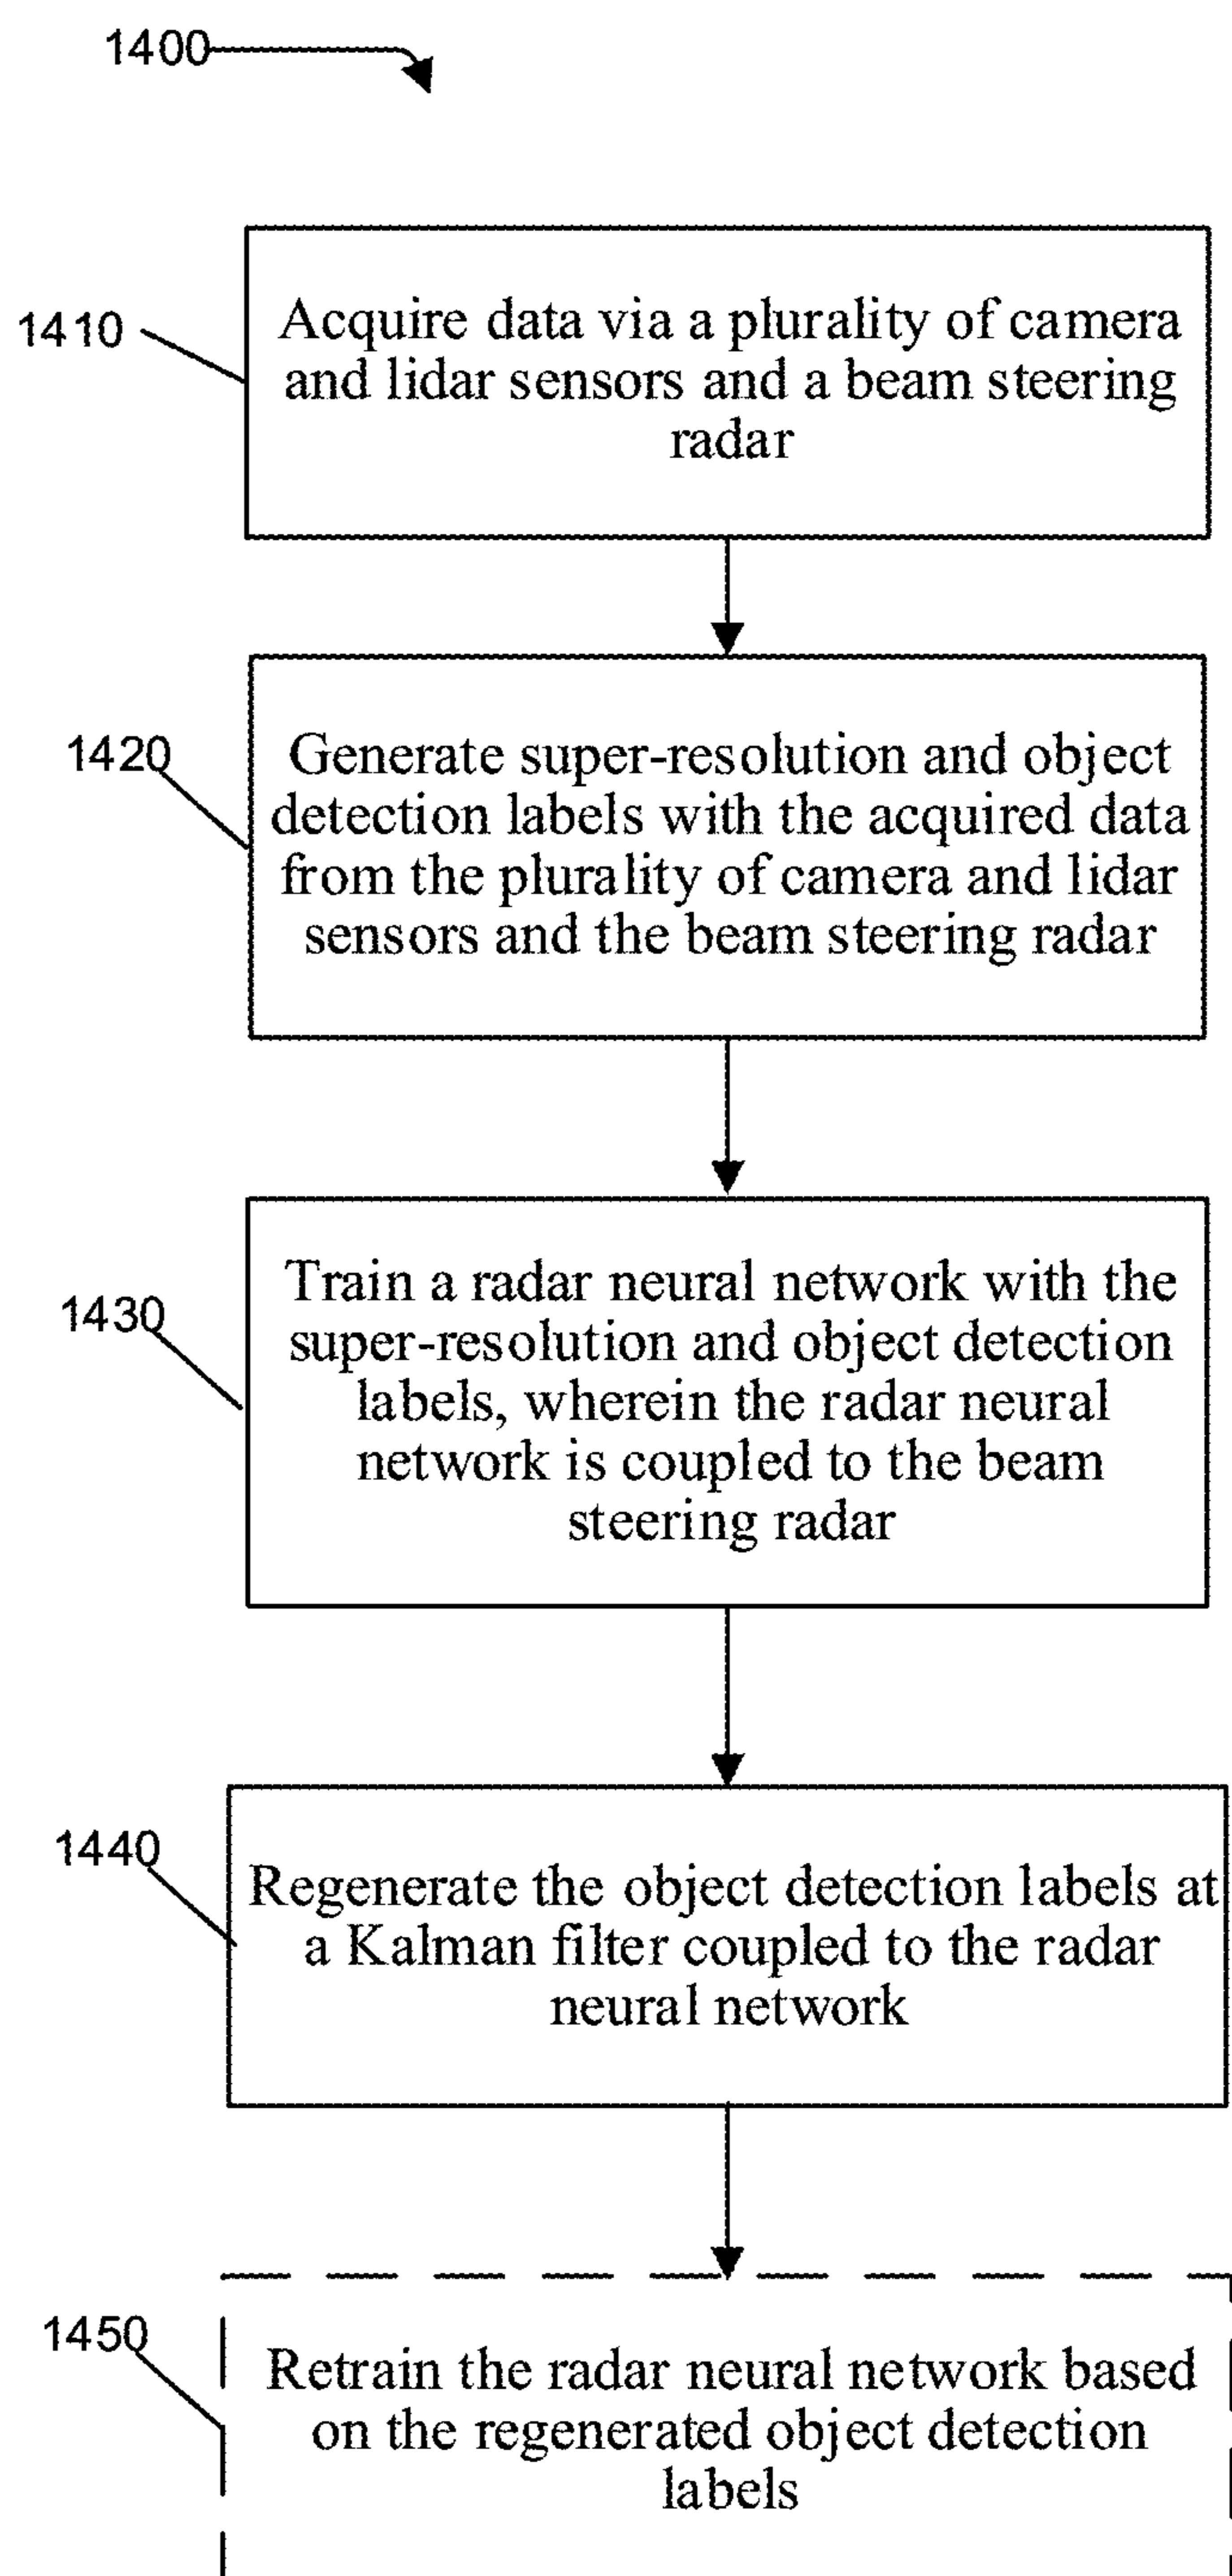 1400
1410
Acquire data via a plurality of camera
and lidar sensors and a beam steering
radar
1420
Generate super-resolution and object
detection labels with the acquired data
from the plurality of camera and lidar
sensors and the beam steering radar
1430
Train a radar neural network with the
super-resolution and object detection
labels, wherein the radar neural
network is coupled to the beam
steering radar
1440
Regenerate the object detection labels at
a Kalman filter coupled to the radar
neural network
1450
Retrain the radar neural network based
on the regenerated object detection
labels